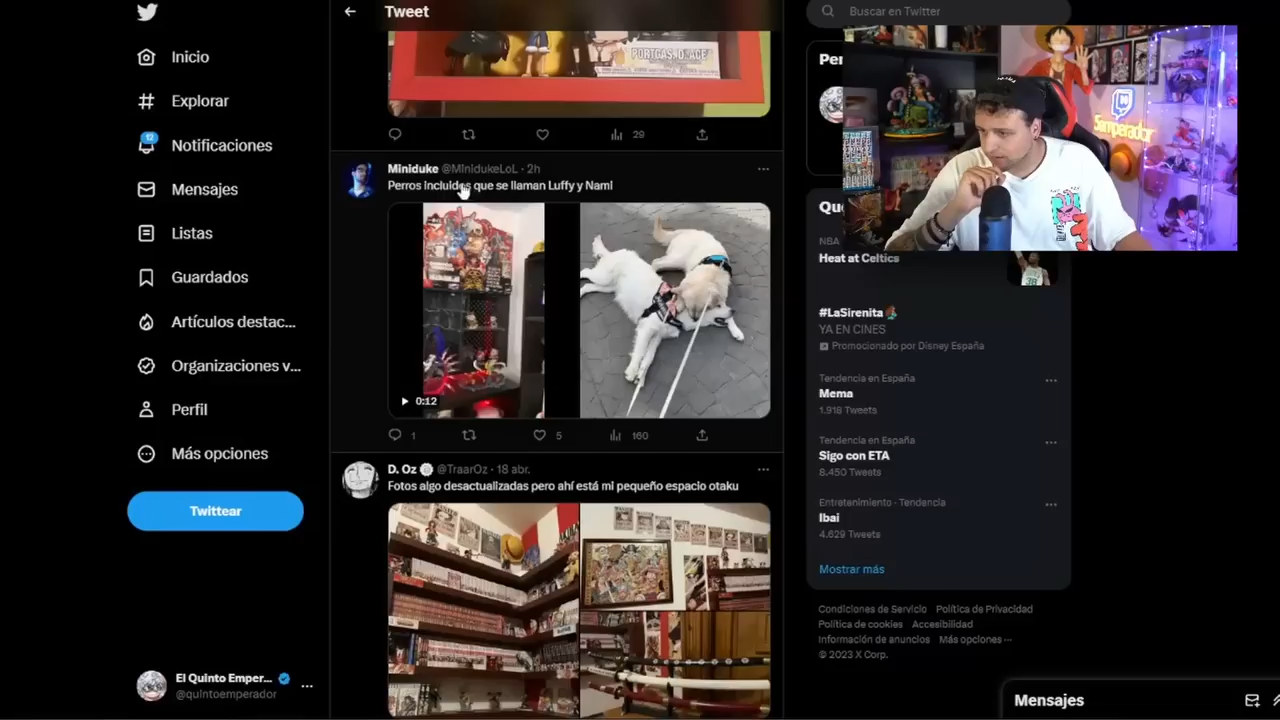 Tweet
Inicio
Explorar
12
Notificaciones
Mensajes
Listas
Guardados
Artículos destac...
Organizaciones v...
Perfil
Más opciones
Twittear
El Quinto Emper...
@quintoemperador
PORTGAS.D.ACE
29
Miniduke @MinidukeLoL · 2h
Perros incluidos que se llaman Luffy y Nami
0:12
1
5
160
D. Oz @TraarOz · 18 abr.
Fotos algo desactualizadas pero ahí está mi pequeño espacio otaku
Buscar en Twitter
Per
Samperador
Qu
NBA
Heat at Celtics
#LaSirenita
YA EN CINES
Promocionado por Disney España
Tendencia en España
Mema
1.918 Tweets
Tendencia en España
Sigo con ETA
8.450 Tweets
Entretenimiento · Tendencia
Ibai
4.629 Tweets
Mostrar más
Condiciones de Servicio Política de Privacidad
Política de cookies Accesibilidad
Información de anuncios Más opciones ···
© 2023 X Corp.
Mensajes